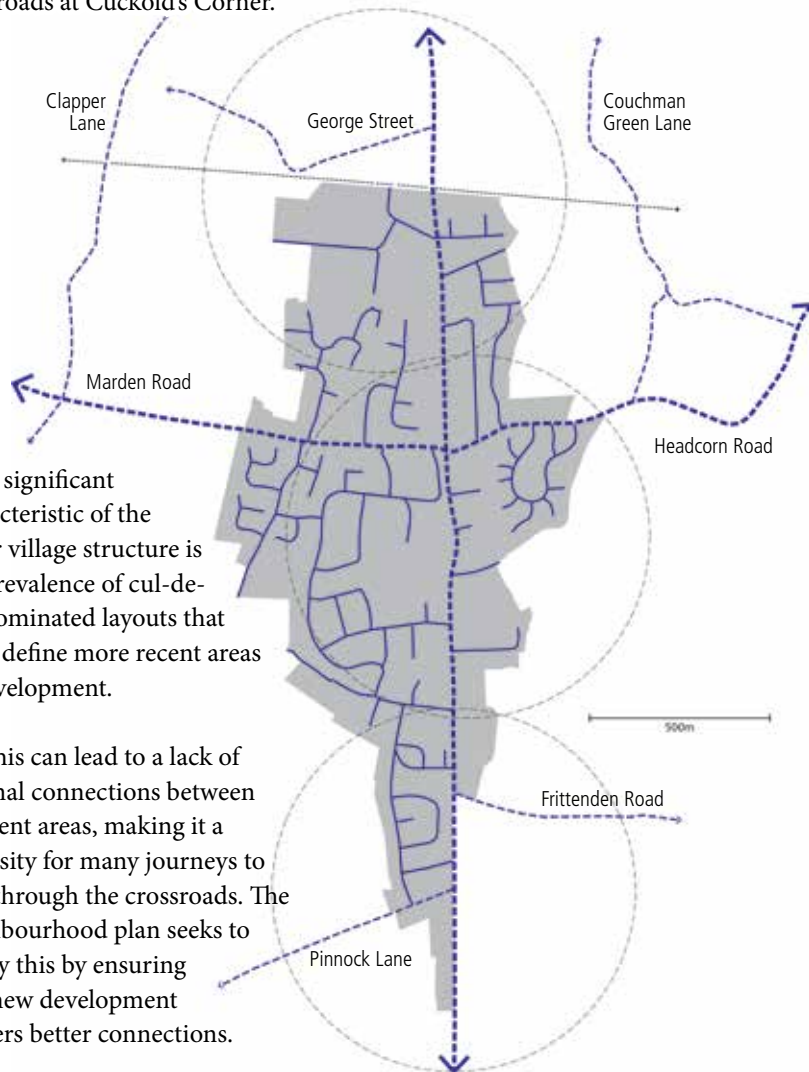 roads at Cuckold's Corner.
Clapper
Lane
George Street
Couchman
Green Lane
Marden Road
Headcorn Road
significant
cteristic of the
village structure is
revalence of cul-de-
ominated layouts that
define more recent areas
velopment.
500m
his can lead to a lack of
nal connections between
ent areas, making it a
sity for many journeys to
through the crossroads. The
bourhood plan seeks to
y this by ensuring
new development
ers better connections.
Frittenden Road
Pinnock Lane